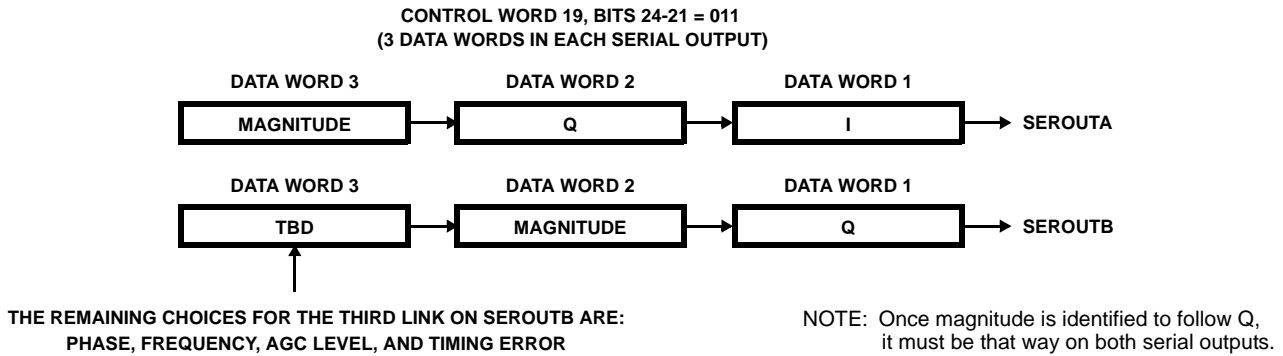 CONTROL WORD 19, BITS 24-21 = 011
(3 DATA WORDS IN EACH SERIAL OUTPUT)
DATA WORD 3 DATA WORD 2 DATA WORD 1
MAGNITUDE Q I SEROUTA
DATA WORD 3 DATA WORD 2 DATA WORD 1
TBD MAGNITUDE Q SEROUTB
THE REMAINING CHOICES FOR THE THIRD LINK ON SEROUTB ARE:
PHASE, FREQUENCY, AGC LEVEL, AND TIMING ERROR
NOTE: Once magnitude is identified to follow Q,
it must be that way on both serial outputs.